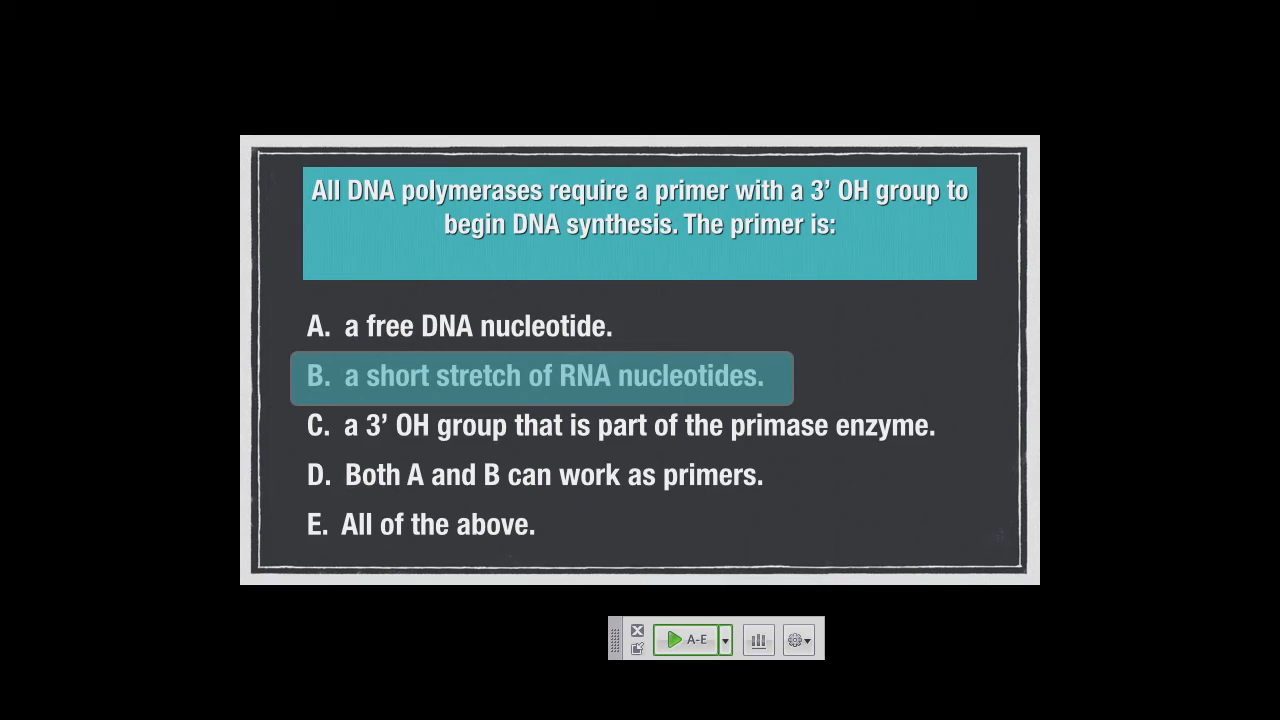 All DNA polymerases require a primer with a 3’ OH group to
begin DNA synthesis. The primer is:
A. a free DNA nucleotide.
B. a short stretch of RNA nucleotides.
C. a 3’ OH group that is part of the primase enzyme.
D. Both A and B can work as primers.
E. All of the above.
A-E